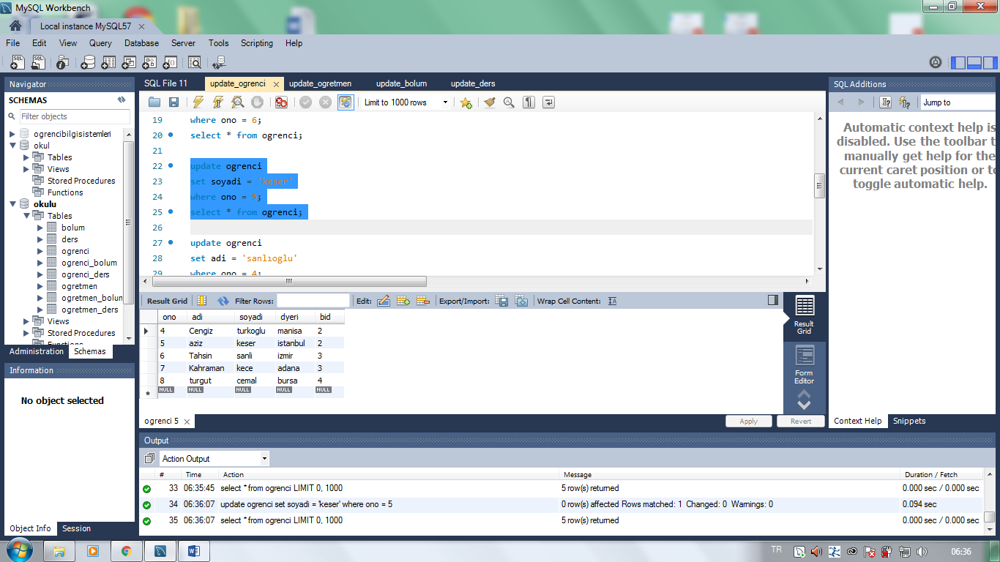 MySQL Workbench
Local instance MySQL57
File Edit View Query Database Server Tools Scripting Help
Navigator
SCHEMAS
Filter objects
ogrencibilgisistemleri
okul
Tables
Views
Stored Procedures
Functions
okulu
Tables
bolum
ders
ogrenci
ogrenci_bolum
ogrenci_ders
ogretmen
ogretmen_bolun
ogretmen_ders
Views
Stored Procedures
Functions
Administration Schemas
Information
No object selected
Object Info Session
SQL File 11 update_ogrenci update_ogretmen update_bolum update_ders
Limit to 1000 rows
19 where ono = 6;
20 select * from ogrenci;
21
22 update ogrenci
23 set soyadi = 'keser'
24 where ono = 5;
25 select * from ogrenci;
26
27 update ogrenci
28 set adi = 'sanlıoglu'
29 where ono = 4;
Result Grid Filter Rows: Edit: Export/Import: Wrap Cell Content:
ono adi soyadi dyeri bid
4 Cengiz turkoglu manisa 2
5 aziz keser istanbul 2
6 Tahsin sanli izmir 3
7 Kahraman kece adana 3
8 turgut cemal bursa 4
NULL NULL NULL NULL NULL
Result Grid
Form Editor
ogrenci 5
Apply Revert
Output
Action Output
# Time Action Message Duration / Fetch
33 06:35:45 select * from ogrenci LIMIT 0, 1000 5 row(s) returned 0.000 sec / 0.000 sec
34 06:36:07 update ogrenci set soyadi = 'keser' where ono = 5 0 row(s) affected Rows matched: 1 Changed: 0 Warnings: 0 0.094 sec
35 06:36:07 select * from ogrenci LIMIT 0, 1000 5 row(s) returned 0.000 sec / 0.000 sec
SQL Additions
Jump to
Automatic context help is
disabled. Use the toolbar t
manually get help for the
current caret position or to
toggle automatic help.
Context Help Snippets
TR 06:36